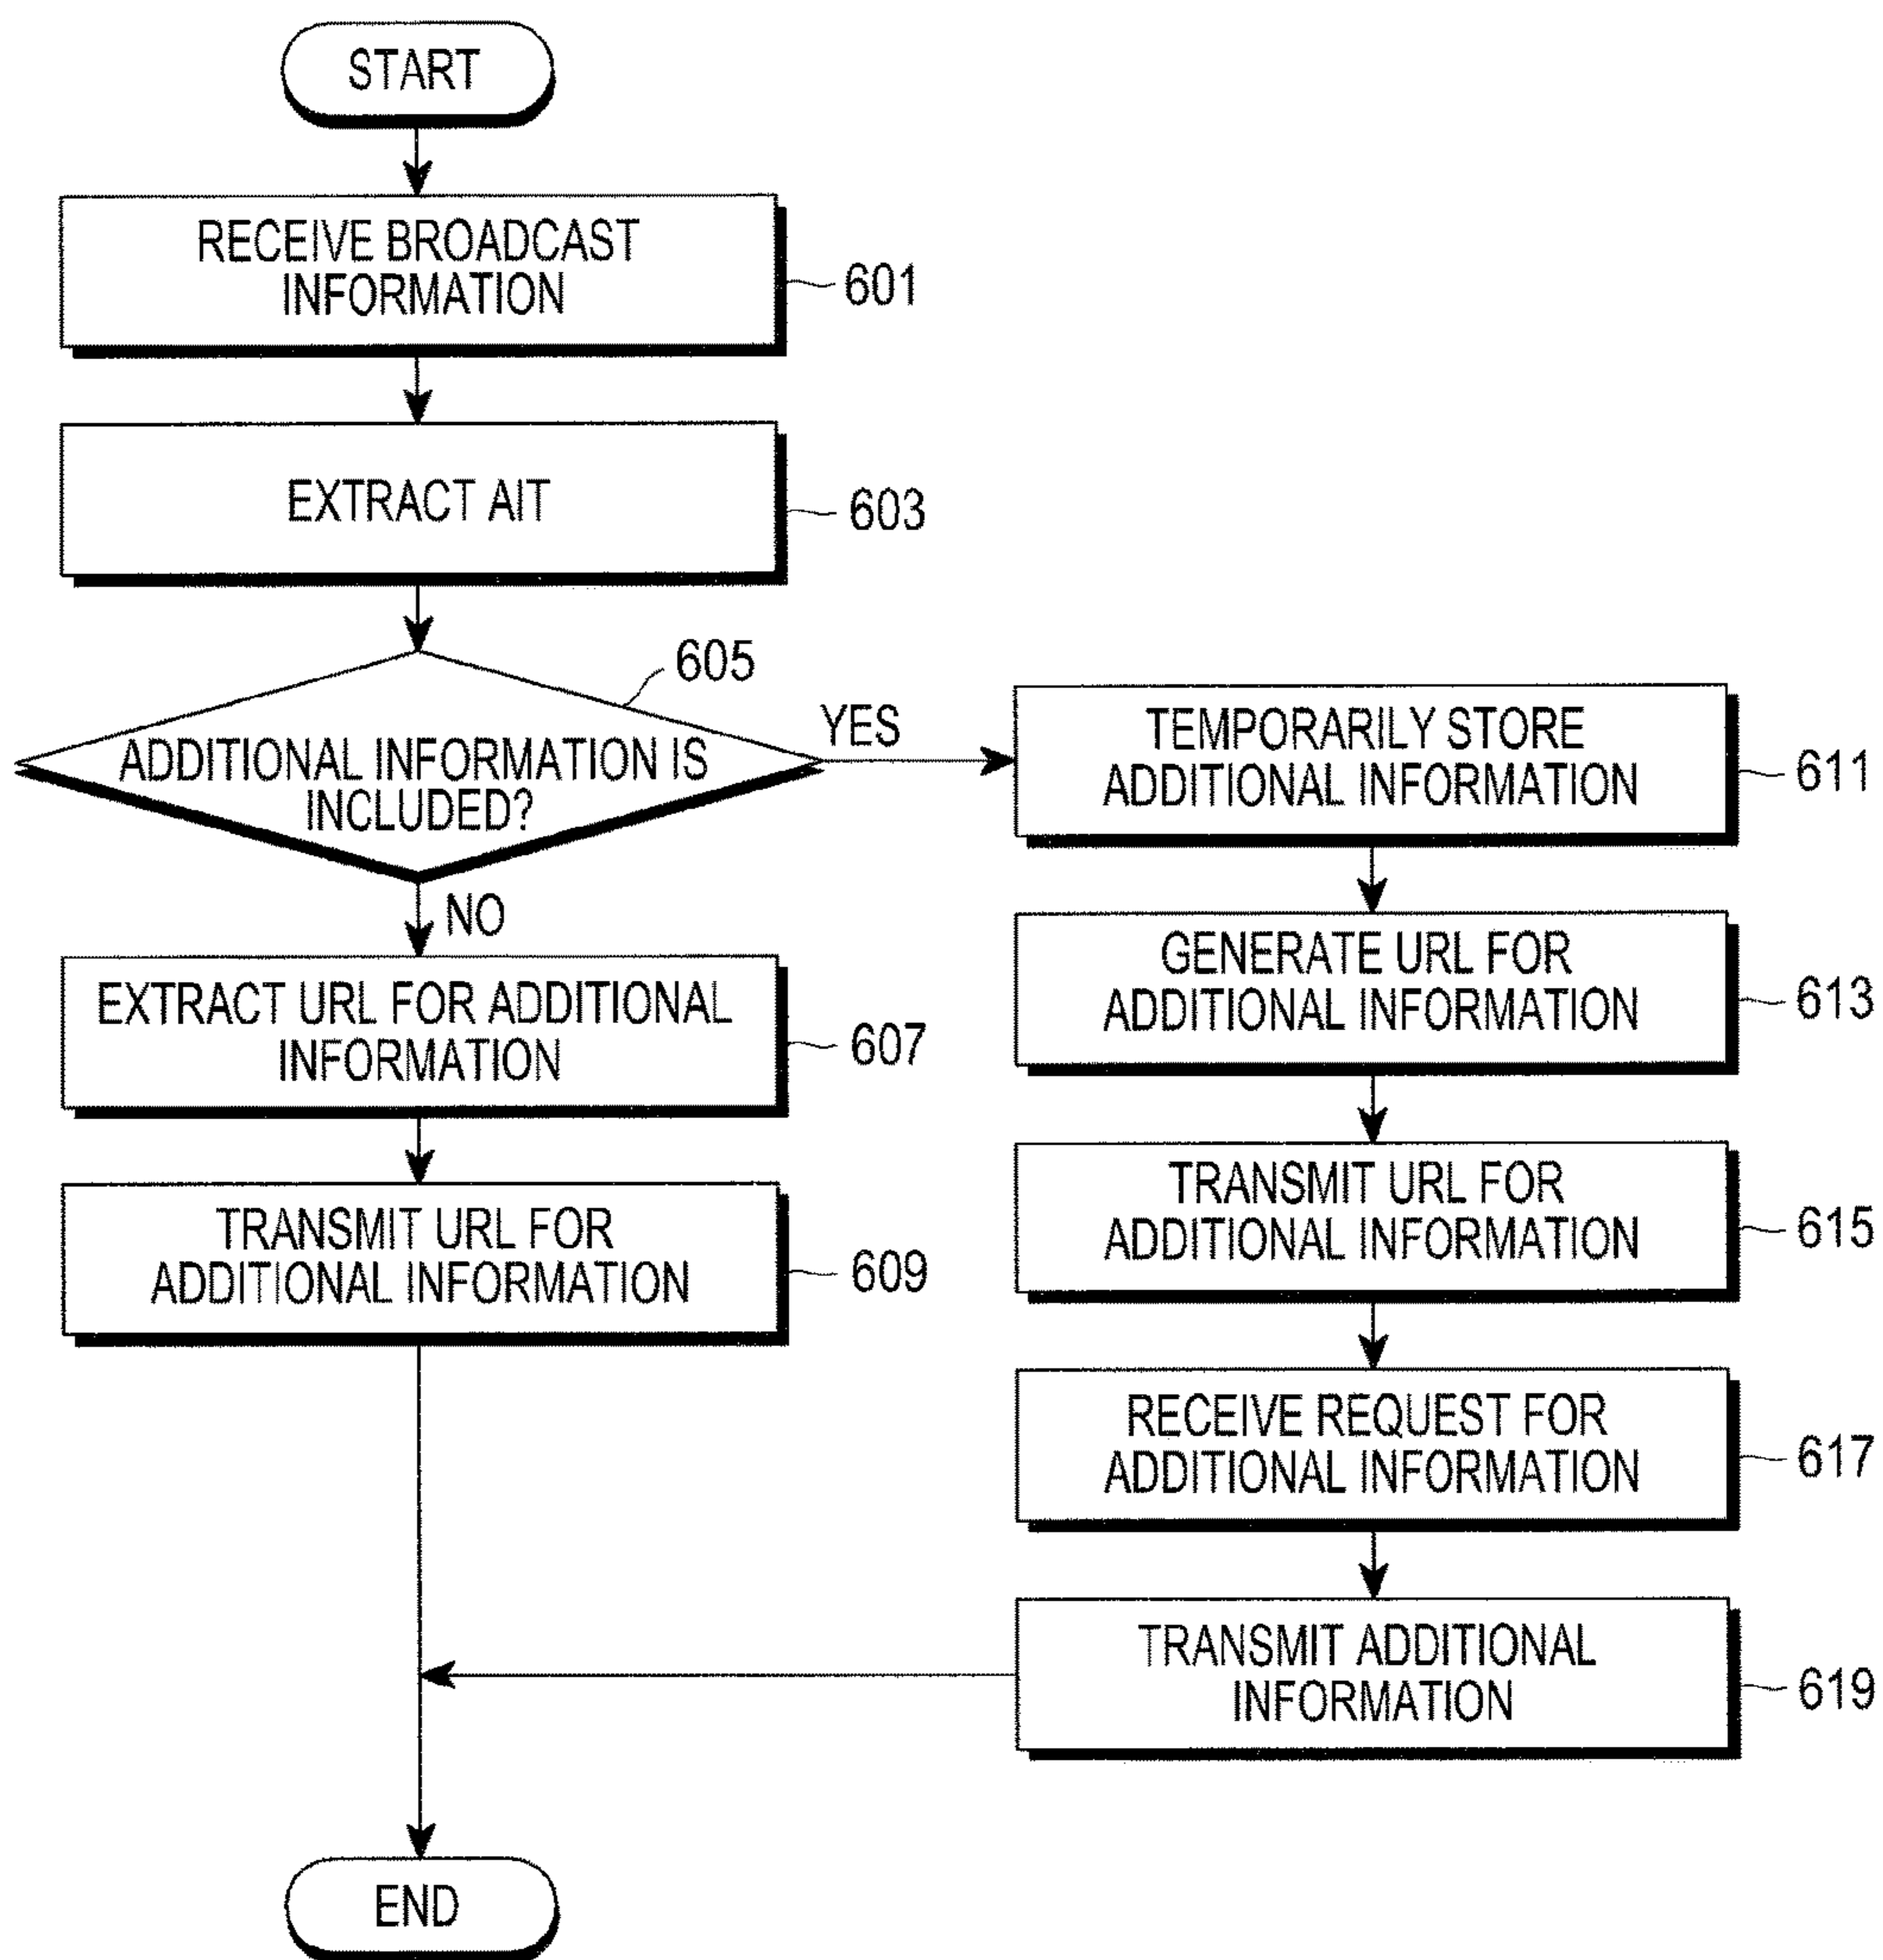 START
RECEIVE BROADCAST
INFORMATION
601
EXTRACT AIT
603
605
ADDITIONAL INFORMATION IS
INCLUDED?
YES
NO
EXTRACT URL FOR ADDITIONAL
INFORMATION
607
TRANSMIT URL FOR
ADDITIONAL INFORMATION
609
TEMPORARILY STORE
ADDITIONAL INFORMATION
611
GENERATE URL FOR
ADDITIONAL INFORMATION
613
TRANSMIT URL FOR
ADDITIONAL INFORMATION
615
RECEIVE REQUEST FOR
ADDITIONAL INFORMATION
617
TRANSMIT ADDITIONAL
INFORMATION
619
END